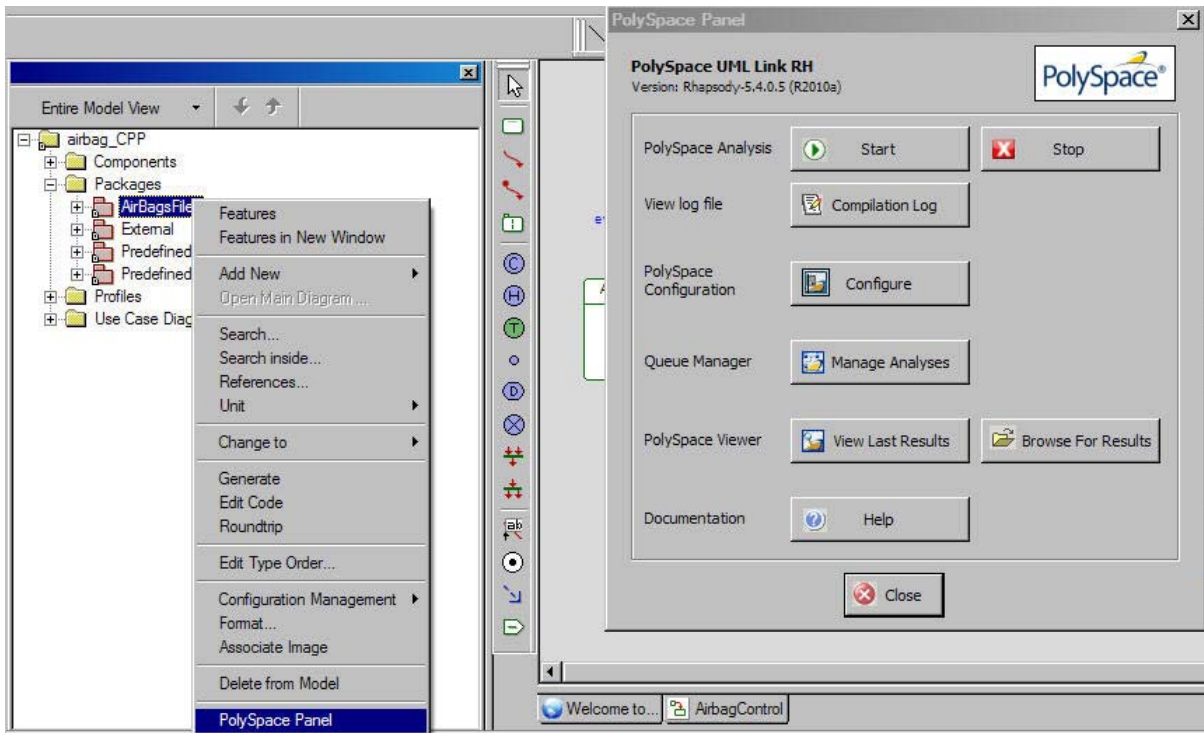 Entire Model View
airbag_CPP
Components
Packages
AirBagsFile
External
Predefined
Predefined
Profiles
Use Case Diag
Features
Features in New Window
Add New
Open Main Diagram ...
Search...
Search inside...
References...
Unit
Change to
Generate
Edit Code
Roundtrip
Edit Type Order...
Configuration Management
Format...
Associate Image
Delete from Model
PolySpace Panel
C
H
T
D
ab
e
A
Welcome to...
AirbagControl
PolySpace Panel
PolySpace UML Link RH
Version: Rhapsody-5.4.0.5 (R2010a)
PolySpace®
PolySpace Analysis
Start
Stop
View log file
Compilation Log
PolySpace
Configuration
Configure
Queue Manager
Manage Analyses
PolySpace Viewer
View Last Results
Browse For Results
Documentation
Help
Close